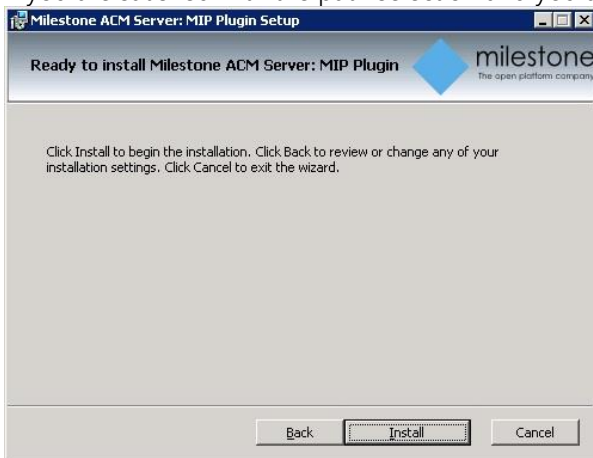 Milestone ACM Server: MIP Plugin Setup
Ready to install Milestone ACM Server: MIP Plugin
milestone
The open platform company
Click Install to begin the installation. Click Back to review or change any of your
installation settings. Click Cancel to exit the wizard.
Back Install Cancel